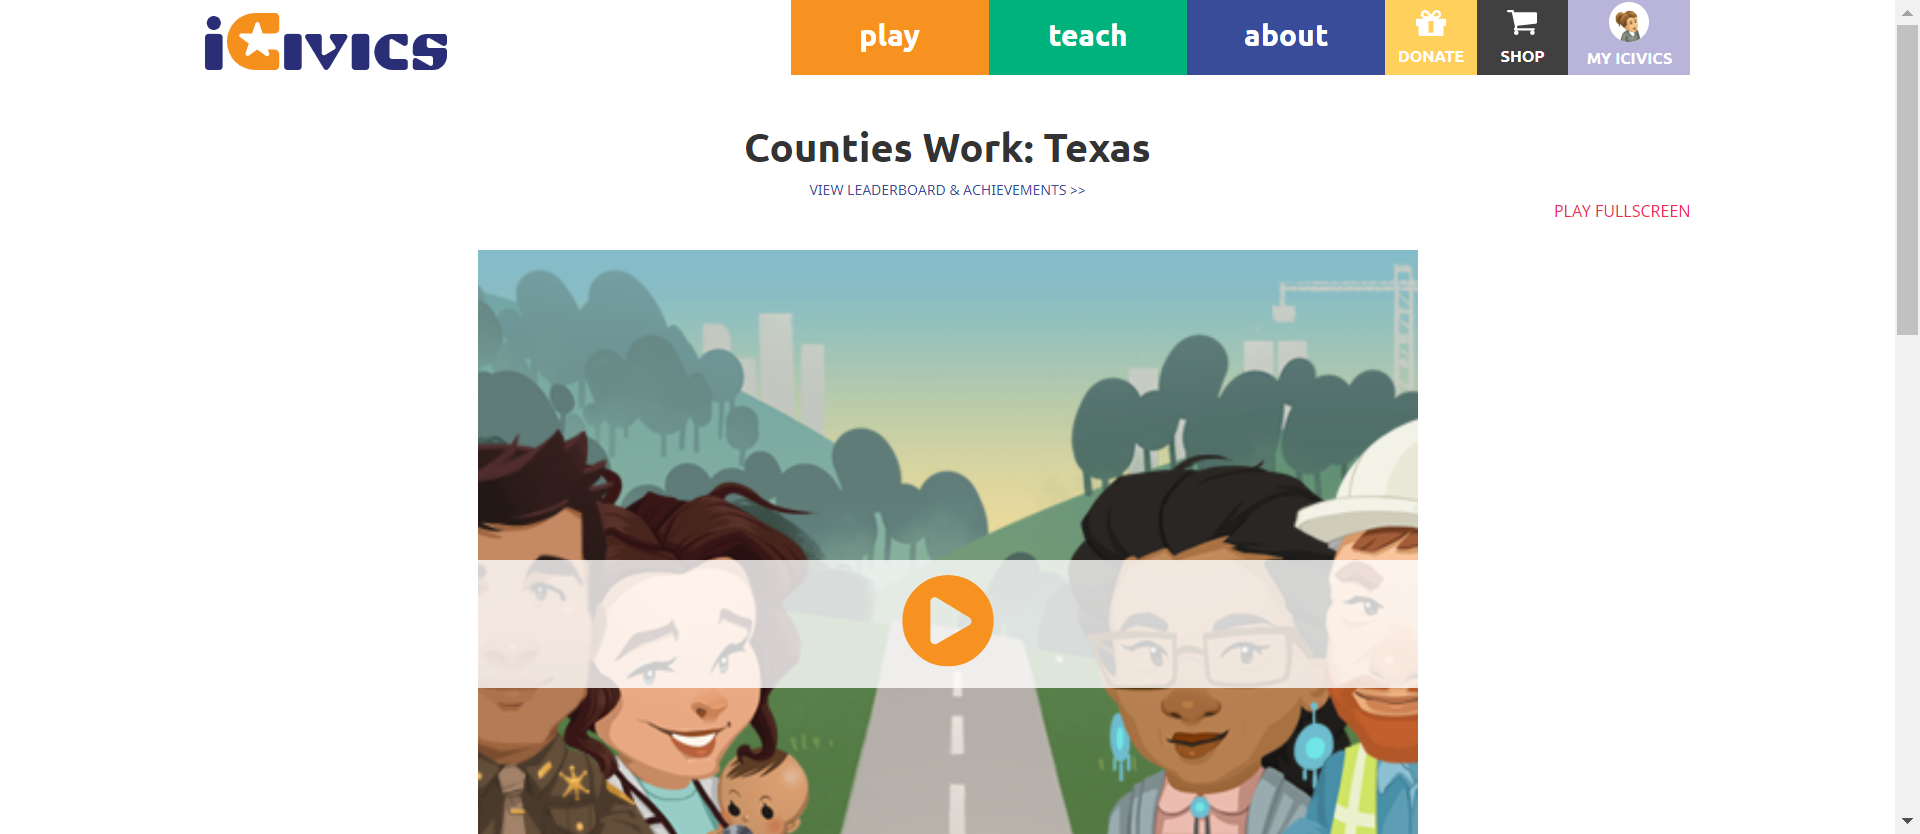 iCivics
play
teach
about
DONATE
SHOP
MY ICIVICS
Counties Work: Texas
VIEW LEADERBOARD & ACHIEVEMENTS >>
PLAY FULLSCREEN